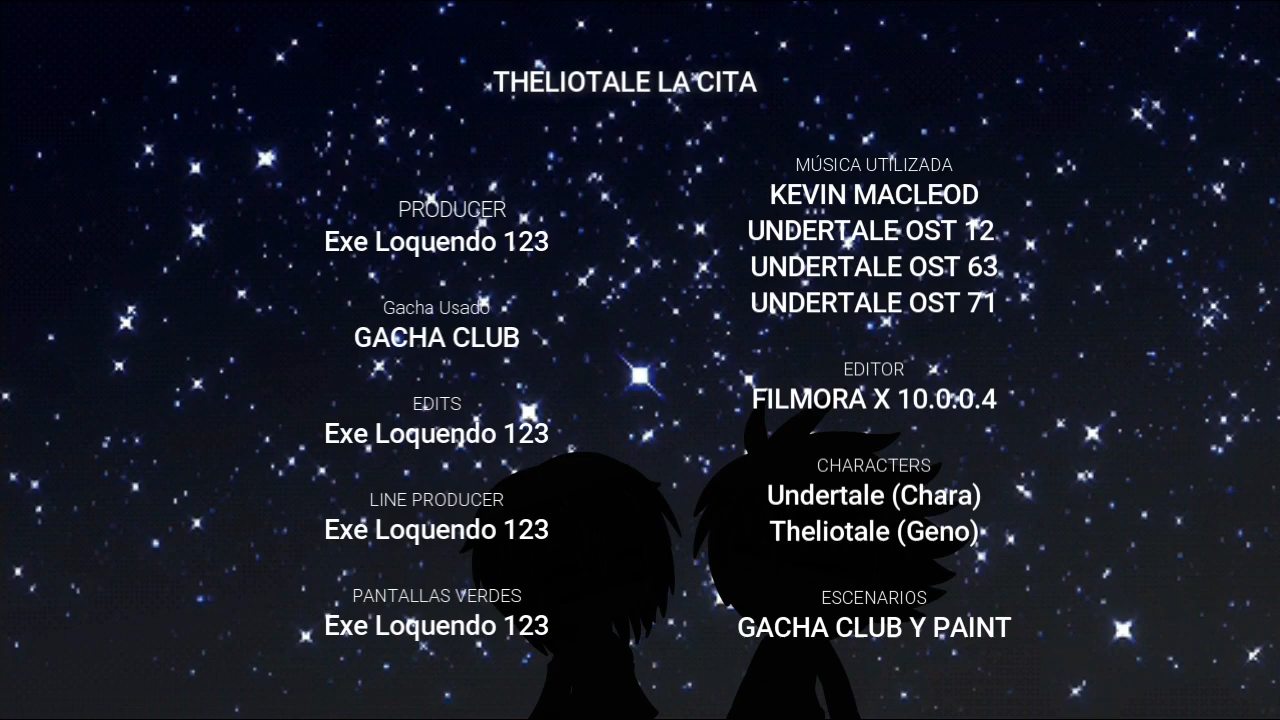 THELIOTALE LA CITA
PRODUCER
Exe Loquendo 123
Gacha Usado
GACHA CLUB
EDITS
Exe Loquendo 123
LINE PRODUCER
Exe Loquendo 123
PANTALLAS VERDES
Exe Loquendo 123
MÚSICA UTILIZADA
KEVIN MACLEOD
UNDERTALE OST 12
UNDERTALE OST 63
UNDERTALE OST 71
EDITOR
FILMORA X 10.0.0.4
CHARACTERS
Undertale (Chara)
Theliotale (Geno)
ESCENARIOS
GACHA CLUB Y PAINT